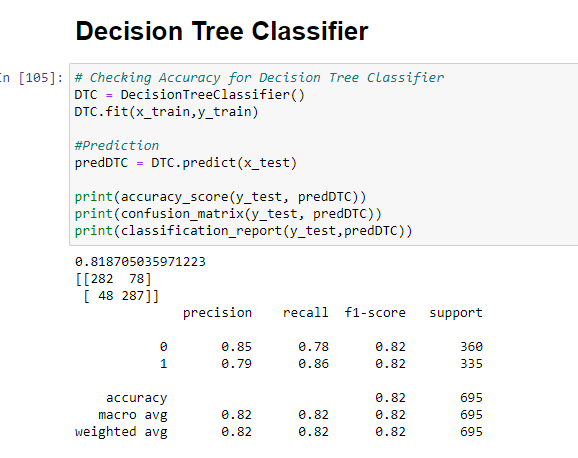 Decision Tree Classifier
In [105]: # Checking Accuracy for Decision Tree Classifier
DTC = DecisionTreeClassifier()
DTC.fit(x_train,y_train)
#Prediction
predDTC = DTC.predict(x_test)
print(accuracy_score(y_test, predDTC))
print(confusion_matrix(y_test, predDTC))
print(classification_report(y_test,predDTC))
0.818705035971223
[[282  78]
 [ 48 287]]
precision recall f1-score support
0 0.85 0.78 0.82 360
1 0.79 0.86 0.82 335
accuracy 0.82 695
macro avg 0.82 0.82 0.82 695
weighted avg 0.82 0.82 0.82 695